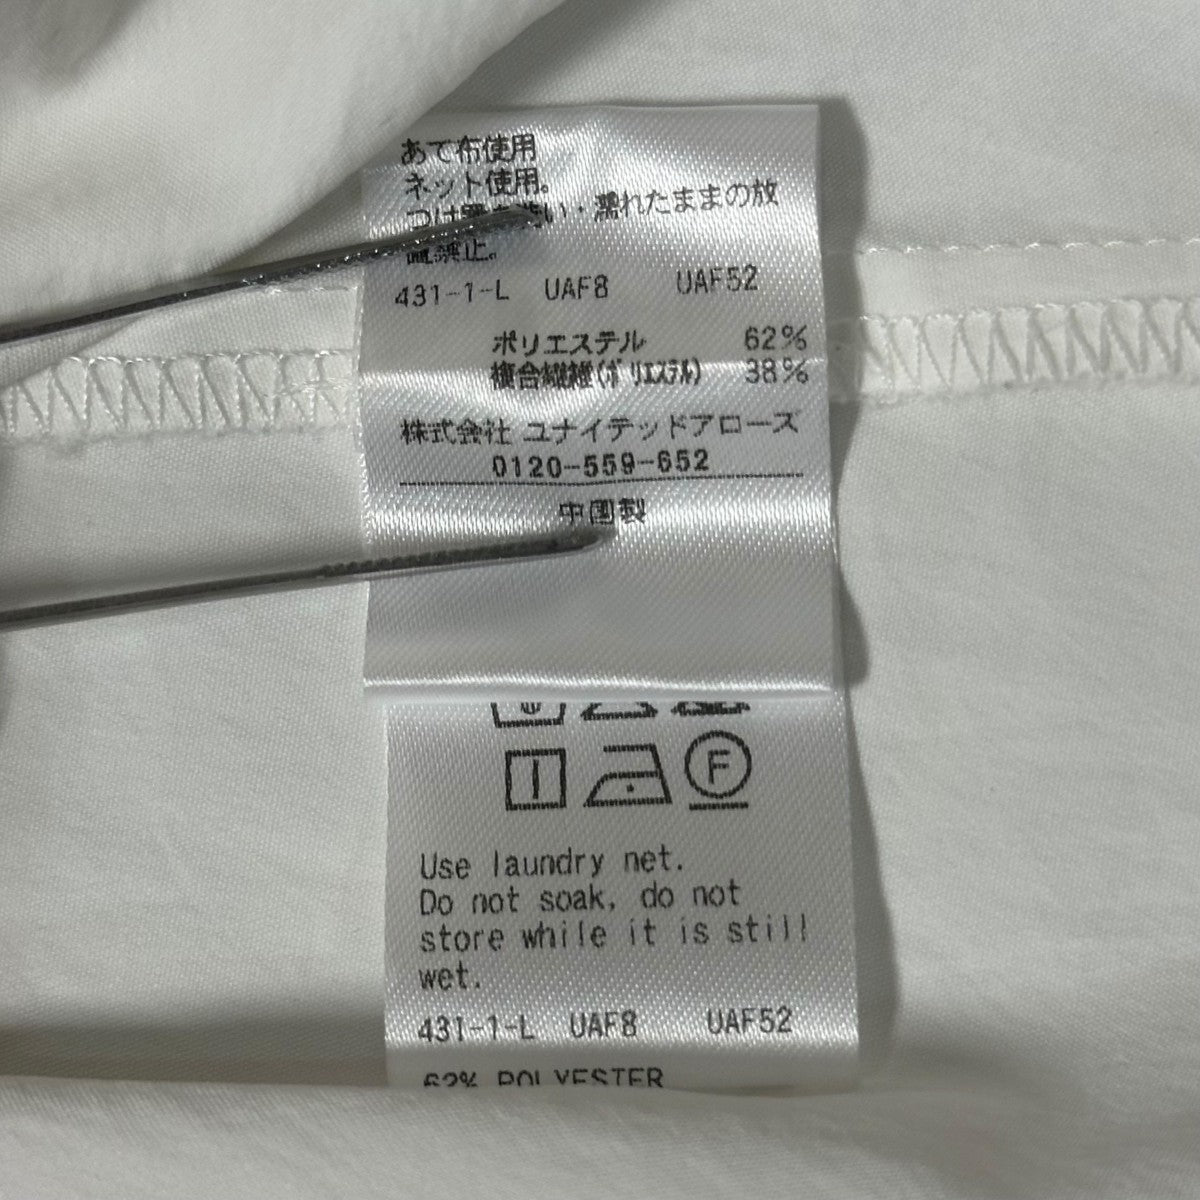 あて布使用
ネット使用。
つけ置き洗い・濡れたままの放
置禁止。
431-1-L UAF8 UAF52
ポリエステル 62%
複合繊維(ポリエステル) 38%
株式会社 ユナイテッドアローズ
0120-559-652
中国製
F
Use laundry net.
Do not soak, do not
store while it is still
wet.
431-1-L UAF8 UAF52
62% POLYESTER